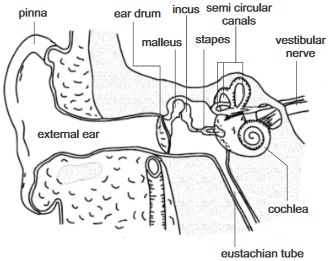 pinna
ear drum
incus
semi circular
canals
malleus
stapes
vestibular
nerve
external ear
cochlea
eustachian tube